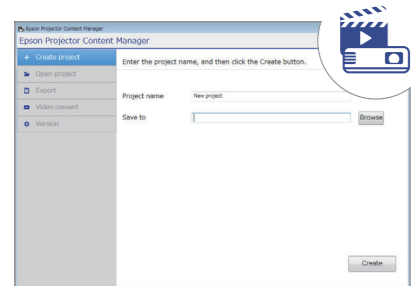 Epson Projector Content Manager
Epson Projector Content Manager
Create project
Open project
Export
Video convert
Version
Enter the project name, and then click the Create button.
Project name New project
Save to Browse
Create